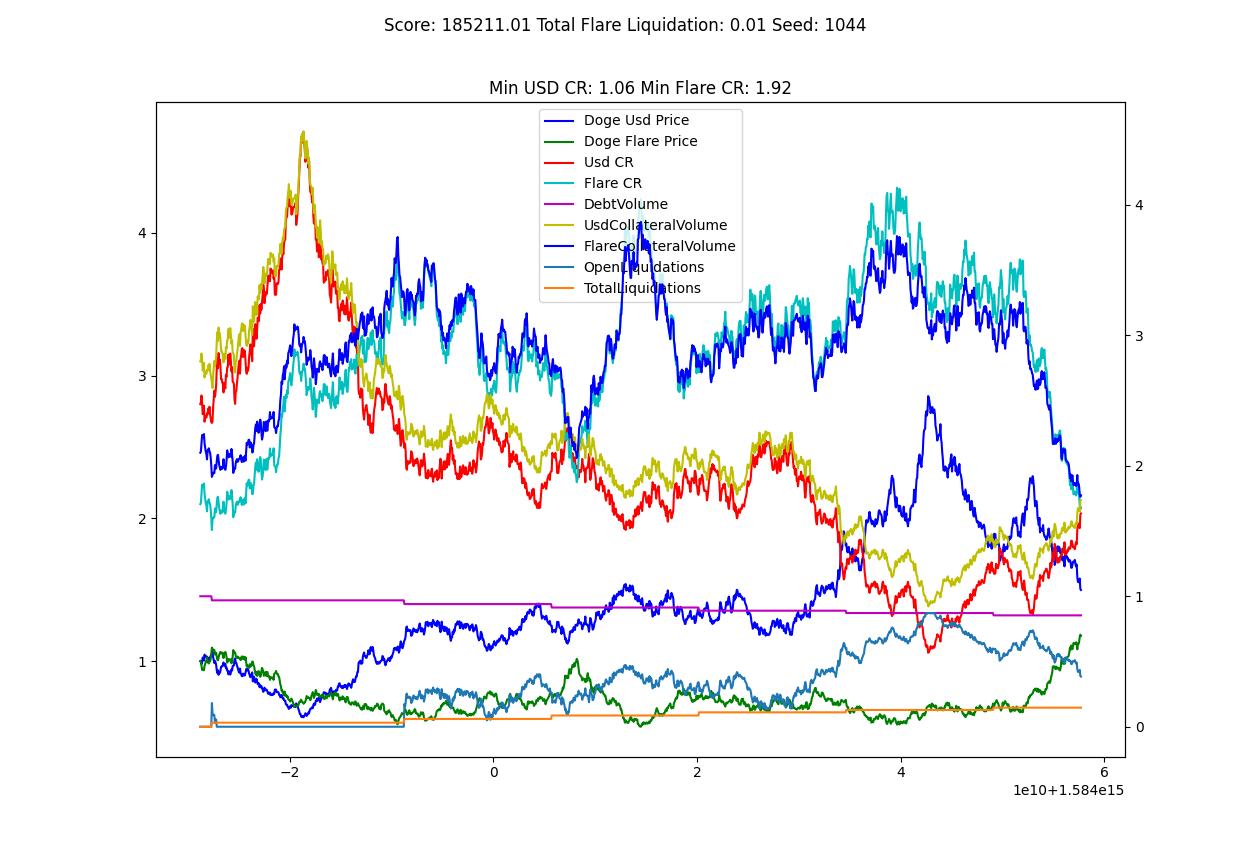 Score: 185211.01 Total Flare Liquidation: 0.01 Seed: 1044
Min USD CR: 1.06 Min Flare CR: 1.92
Doge Usd Price
Doge Flare Price
Usd CR
Flare CR
DebtVolume
UsdCollateralVolume
FlareCollateralVolume
OpenLiquidations
TotalLiquidations
4
3
2
1
4
3
2
1
0
−2
0
2
4
6
1e10+1.584e15